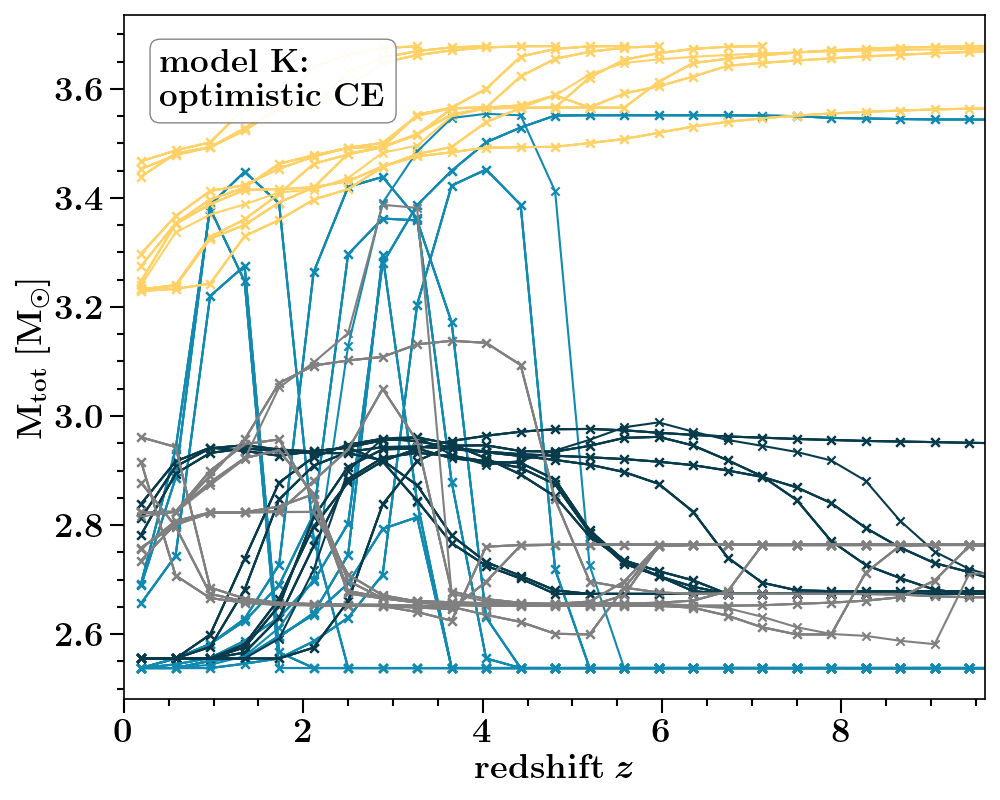 model K:
optimistic CE
M_tot [M_⊙]
3.6
3.4
3.2
3.0
2.8
2.6
0 2 4 6 8
redshift z